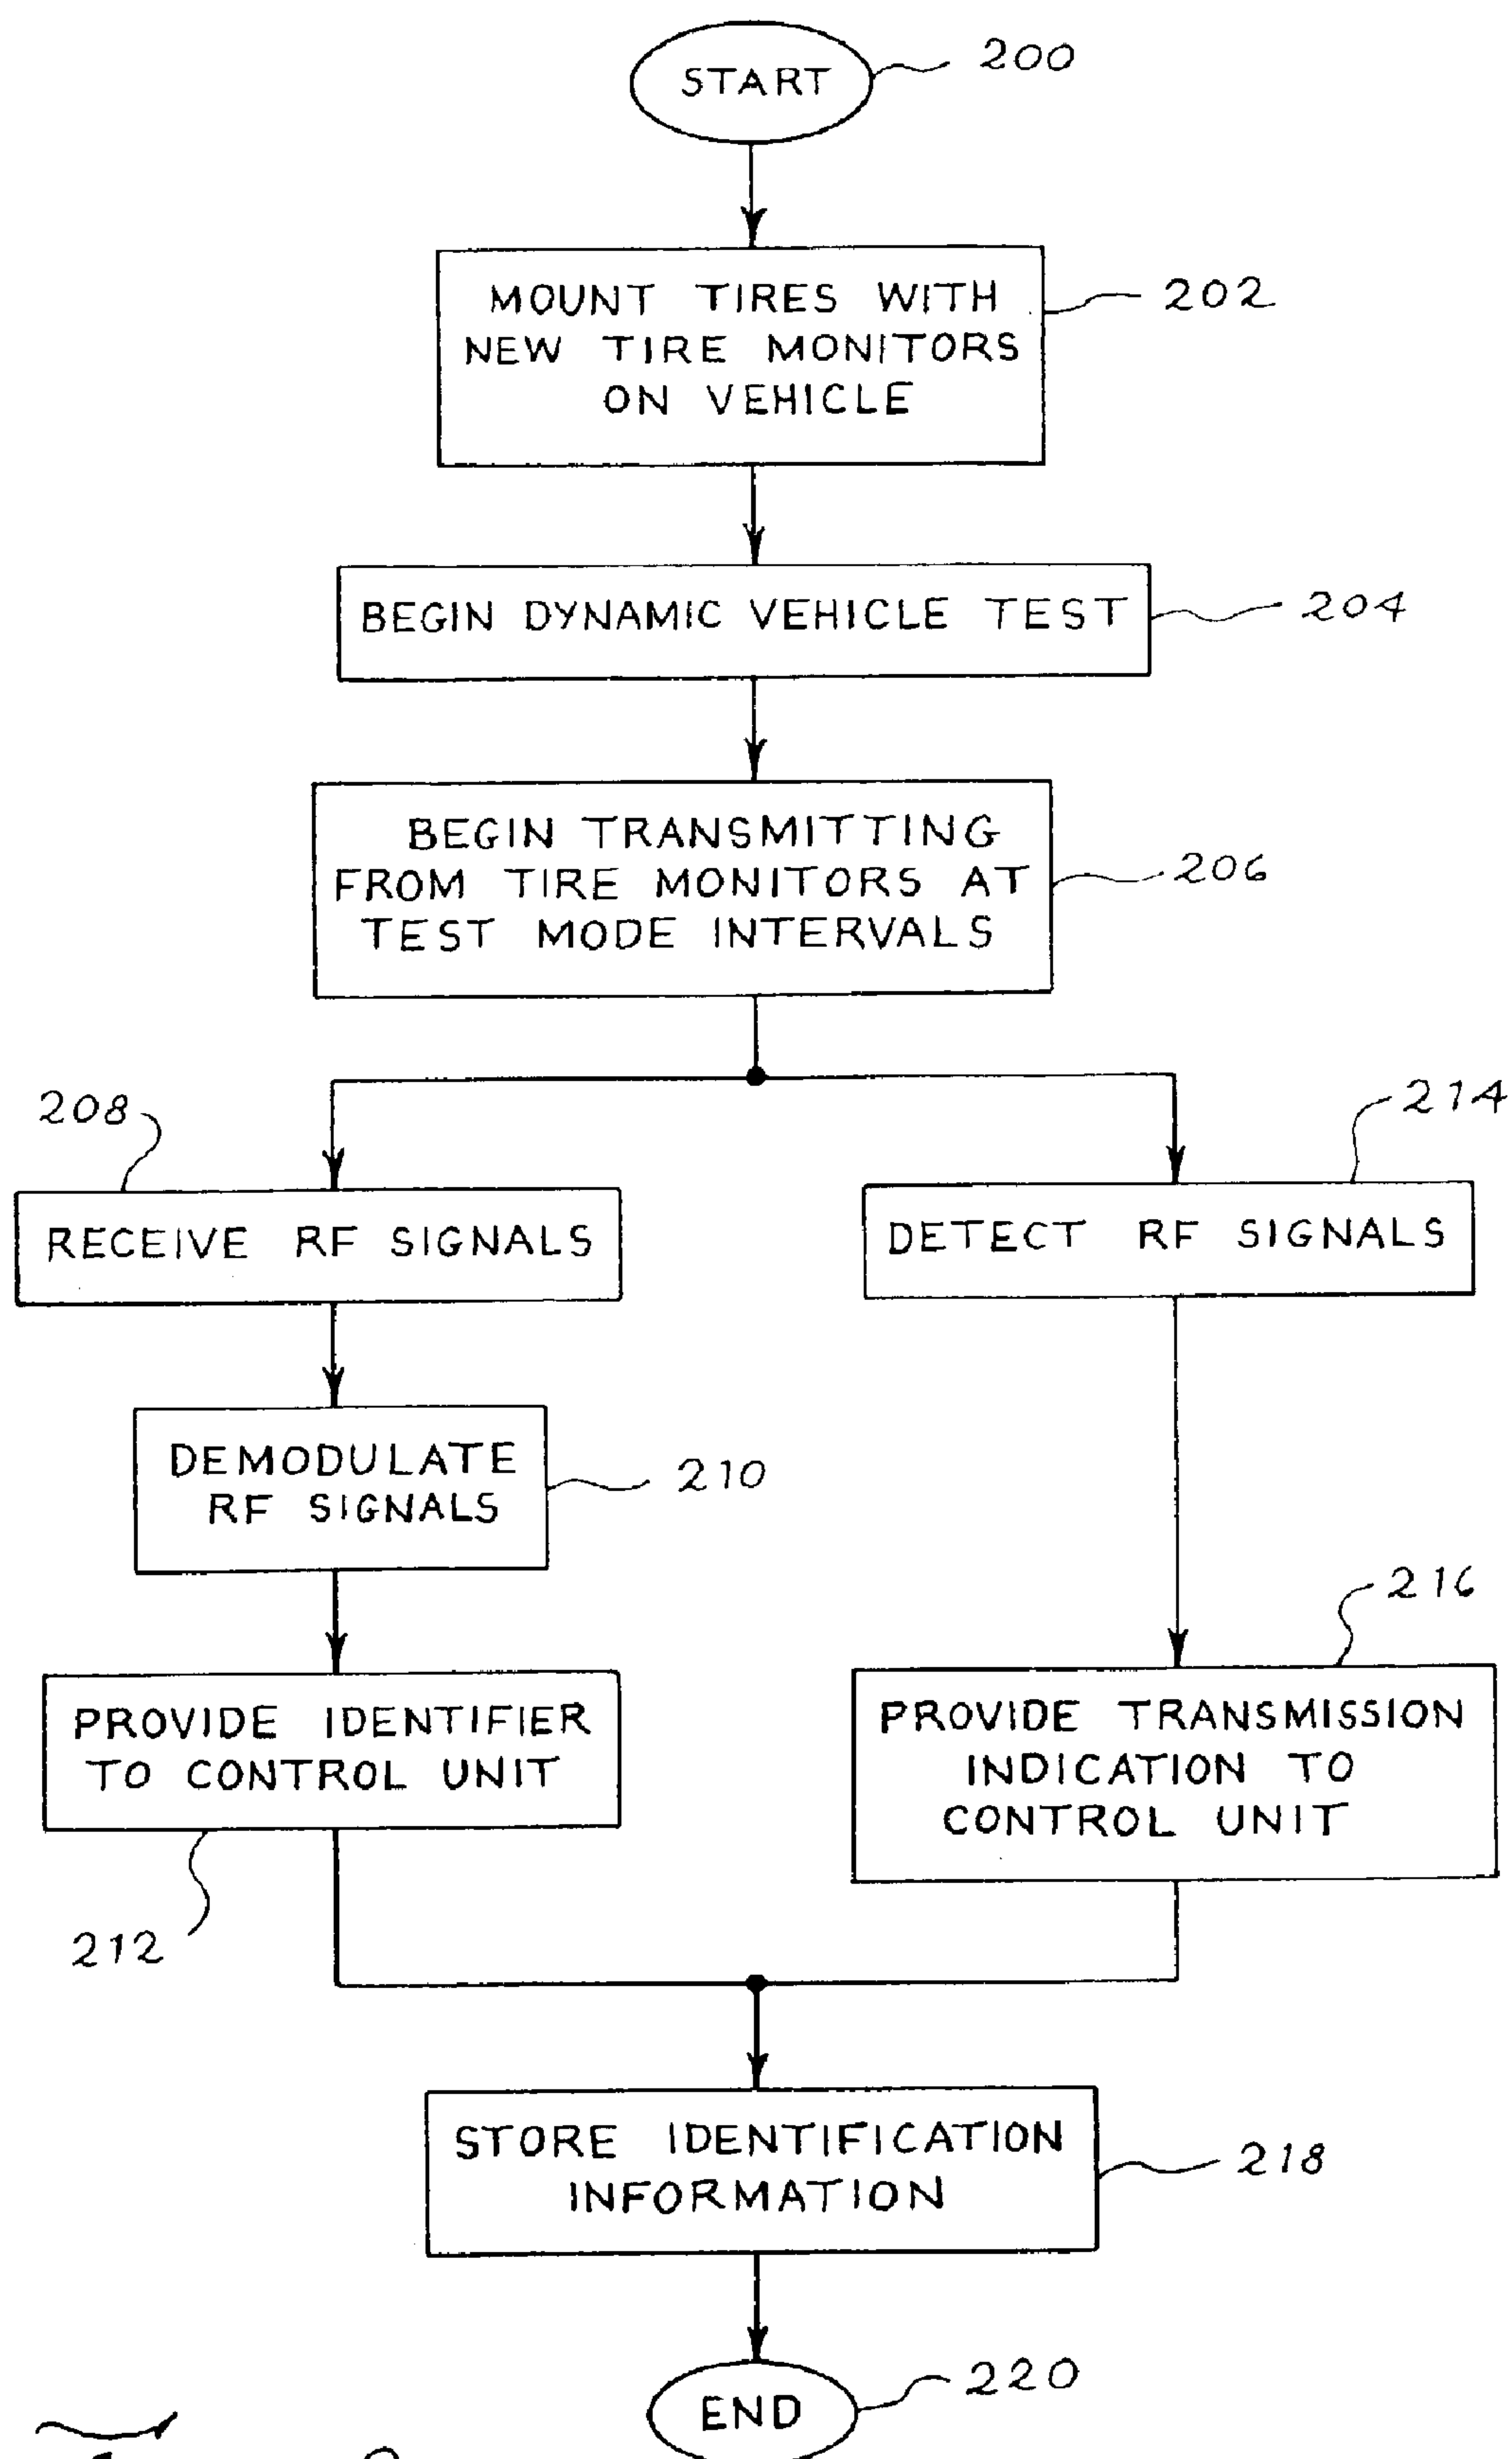 START
200
MOUNT TIRES WITH
NEW TIRE MONITORS
ON VEHICLE
202
BEGIN DYNAMIC VEHICLE TEST
204
BEGIN TRANSMITTING
FROM TIRE MONITORS AT
TEST MODE INTERVALS
206
208
RECEIVE RF SIGNALS
214
DETECT RF SIGNALS
DEMODULATE
RF SIGNALS
210
PROVIDE IDENTIFIER
TO CONTROL UNIT
212
216
PROVIDE TRANSMISSION
INDICATION TO
CONTROL UNIT
STORE IDENTIFICATION
INFORMATION
218
END
220